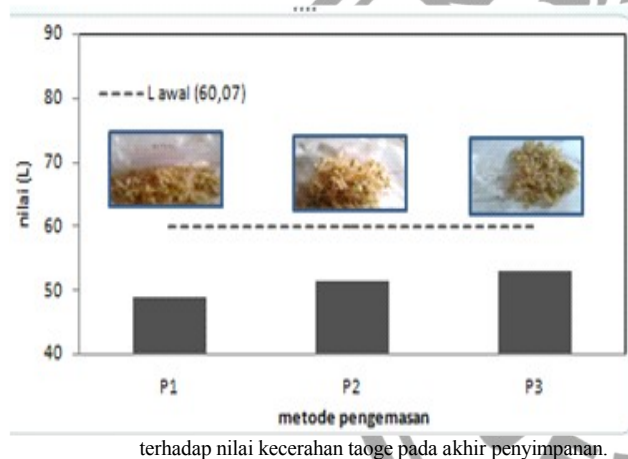 90
80
70
60
50
40
nilai (L)
L awal (60,07)
P1 P2 P3
metode pengemasan
terhadap nilai kecerahan taoge pada akhir penyimpanan.